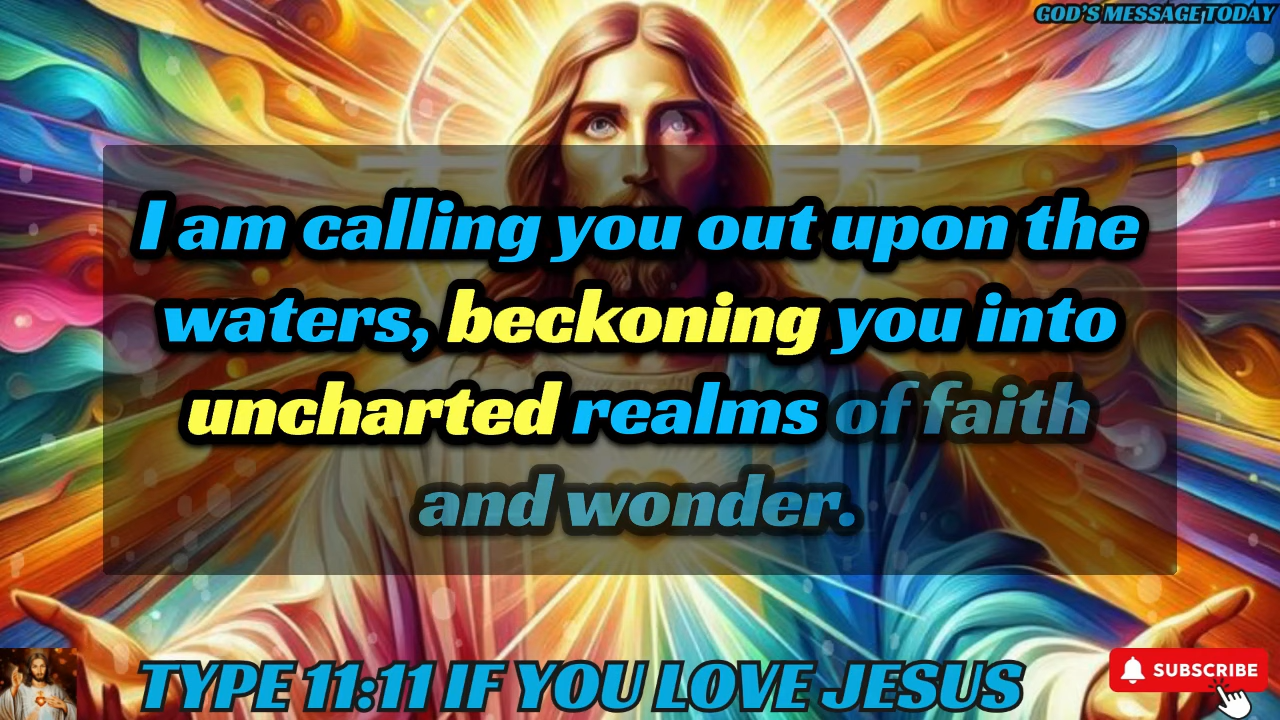 GOD'S MESSAGE TODAY
I am calling you out upon the
waters, beckoning you into
uncharted realms of faith
and wonder.
TYPE 11:11 IF YOU LOVE JESUS
SUBSCRIBE